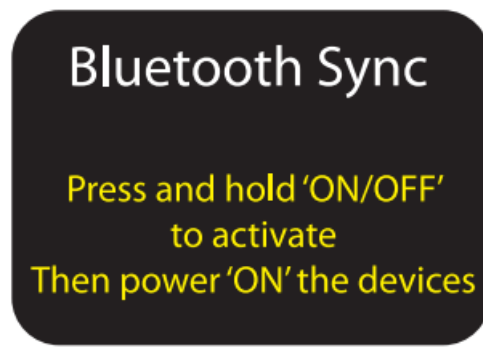 Bluetooth Sync
Press and hold ‘ON/OFF’
to activate
Then power ‘ON’ the devices